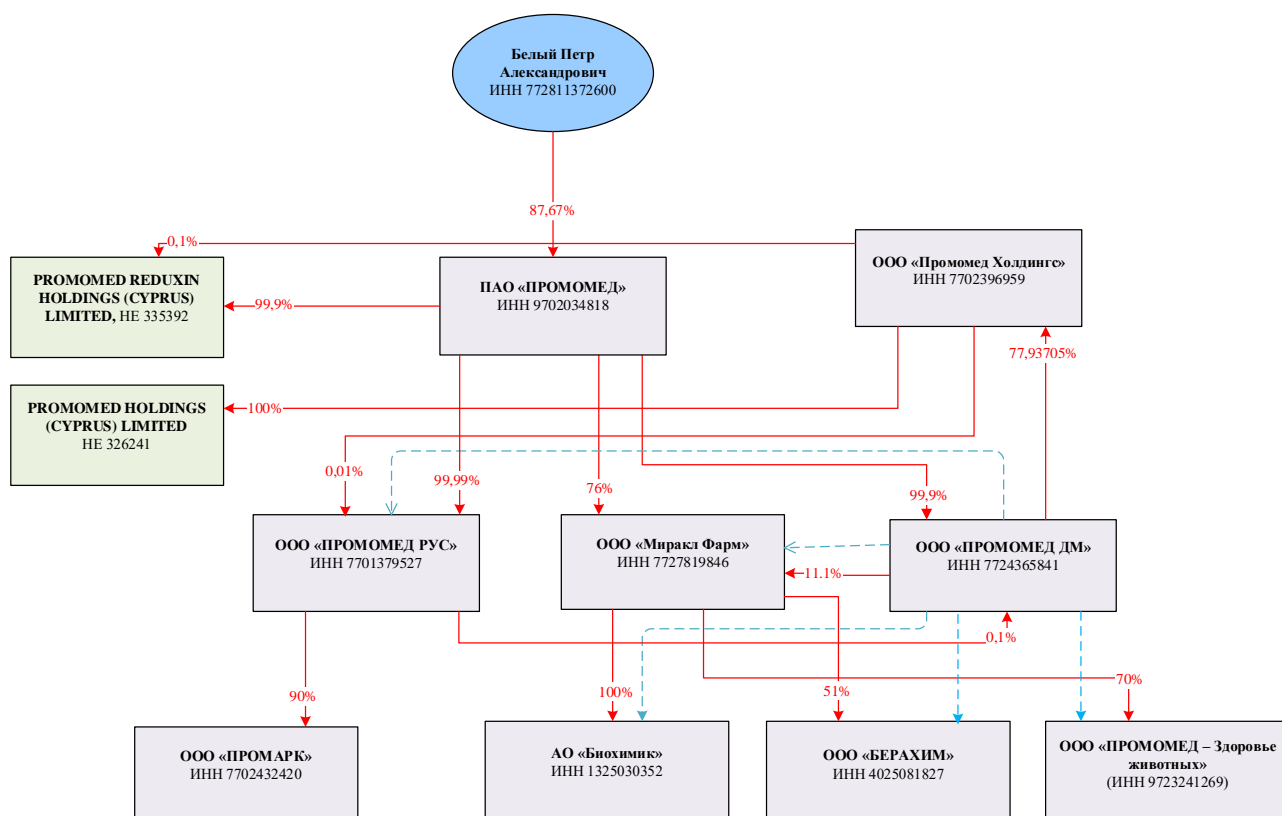 Белый Петр
Александрович
ИНН 772811372600
87,67%
0,1%
PROMOMED REDUXIN
HOLDINGS (CYPRUS)
LIMITED, HE 335392
99,9%
ПАО «ПРОМОМЕД»
ИНН 9702034818
ООО «Промомед Холдингс»
ИНН 7702396959
77,93705%
PROMOMED HOLDINGS
(CYPRUS) LIMITED
HE 326241
100%
0,01%
99,99%
76%
99,9%
ООО «ПРОМОМЕД РУС»
ИНН 7701379527
ООО «Миракл Фарм»
ИНН 7727819846
11.1%
ООО «ПРОМОМЕД ДМ»
ИНН 7724365841
0,1%
90%
100%
51%
70%
ООО «ПРОМАРК»
ИНН 7702432420
АО «Биохимик»
ИНН 1325030352
ООО «БЕРАХИМ»
ИНН 4025081827
ООО «ПРОМОМЕД – Здоровье
животных»
(ИНН 9723241269)